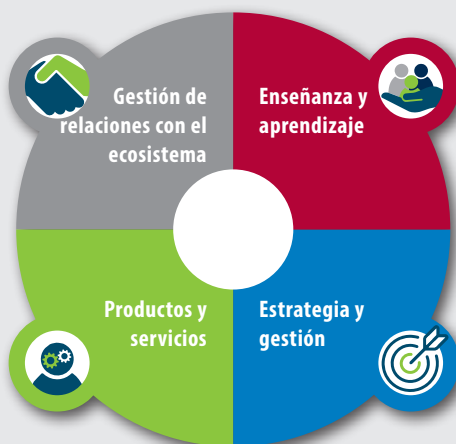 Gestión de
relaciones con el
ecosistema
Enseñanza y
aprendizaje
Productos y
servicios
Estrategia y
gestión